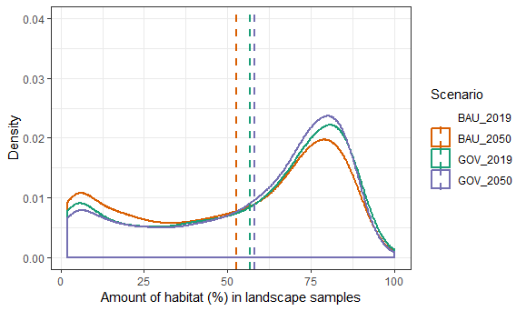 0.04
0.03
0.02
0.01
0.00
Density
0 25 50 75 100
Amount of habitat (%) in landscape samples
Scenario
BAU_2019
BAU_2050
GOV_2019
GOV_2050